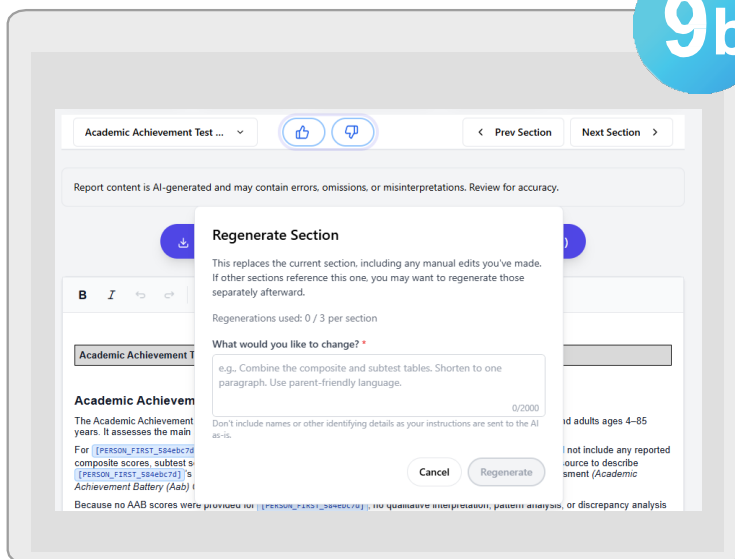 9b
Academic Achievement Test ...
Prev Section
Next Section
Report content is AI-generated and may contain errors, omissions, or misinterpretations. Review for accuracy.
Regenerate Section
This replaces the current section, including any manual edits you've made.
If other sections reference this one, you may want to regenerate those
separately afterward.
Regenerations used: 0 / 3 per section
What would you like to change? *
e.g., Combine the composite and subtest tables. Shorten to one
paragraph. Use parent-friendly language.
0/2000
Don't include names or other identifying details as your instructions are sent to the AI
as-is.
Cancel
Regenerate
B I
Academic Achievement T
Academic Achievem
The Academic Achievement d adults ages 4–85
years. It assesses the main
For [PERSON_FIRST_584ebc7d] not include any reported
composite scores, subtest s ource to describe
[PERSON_FIRST_584ebc7d]'s sment (Academic
Achievement Battery (Aab)
Because no AAB scores were provided for [PERSON_FIRST_584ebc7d], no qualitative interpretation, pattern analysis, or discrepancy analysis